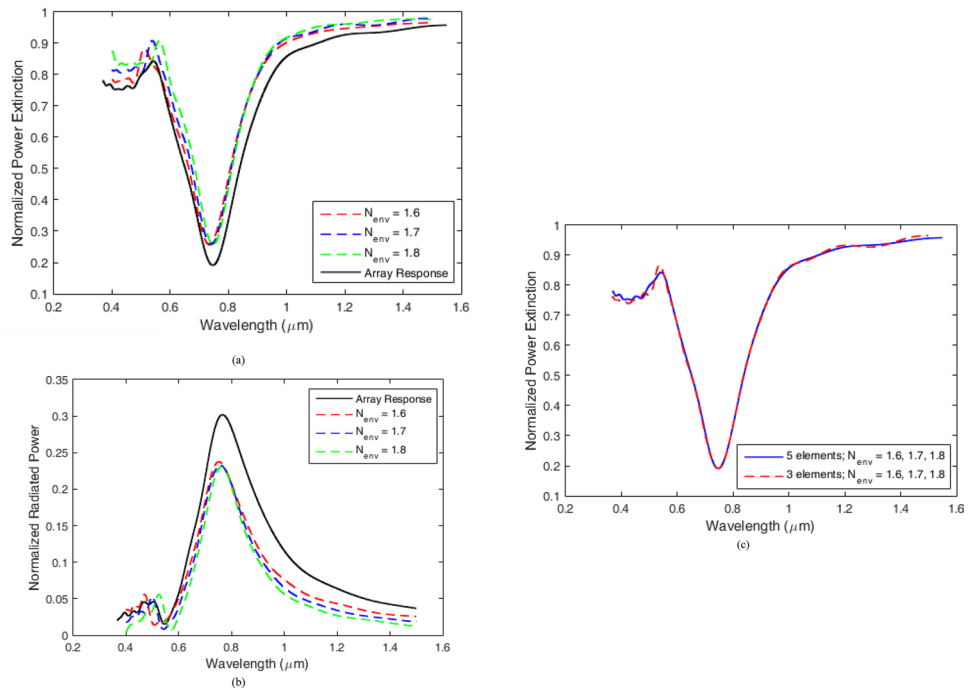 1
0.9
0.8
0.7
0.6
0.5
0.4
0.3
0.2
0.1
Normalized Power Extinction
N_env = 1.6
N_env = 1.7
N_env = 1.8
Array Response
0.2
0.4
0.6
0.8
1
1.2
1.4
1.6
Wavelength (μm)
(a)
0.35
0.3
0.25
0.2
0.15
0.1
0.05
0
Normalized Radiated Power
Array Response
N_env = 1.6
N_env = 1.7
N_env = 1.8
0.2
0.4
0.6
0.8
1
1.2
1.4
1.6
Wavelength (μm)
(b)
1
0.9
0.8
0.7
0.6
0.5
0.4
0.3
0.2
0.1
Normalized Power Extinction
5 elements; N_env = 1.6, 1.7, 1.8
3 elements; N_env = 1.6, 1.7, 1.8
0.2
0.4
0.6
0.8
1
1.2
1.4
1.6
Wavelength (μm)
(c)